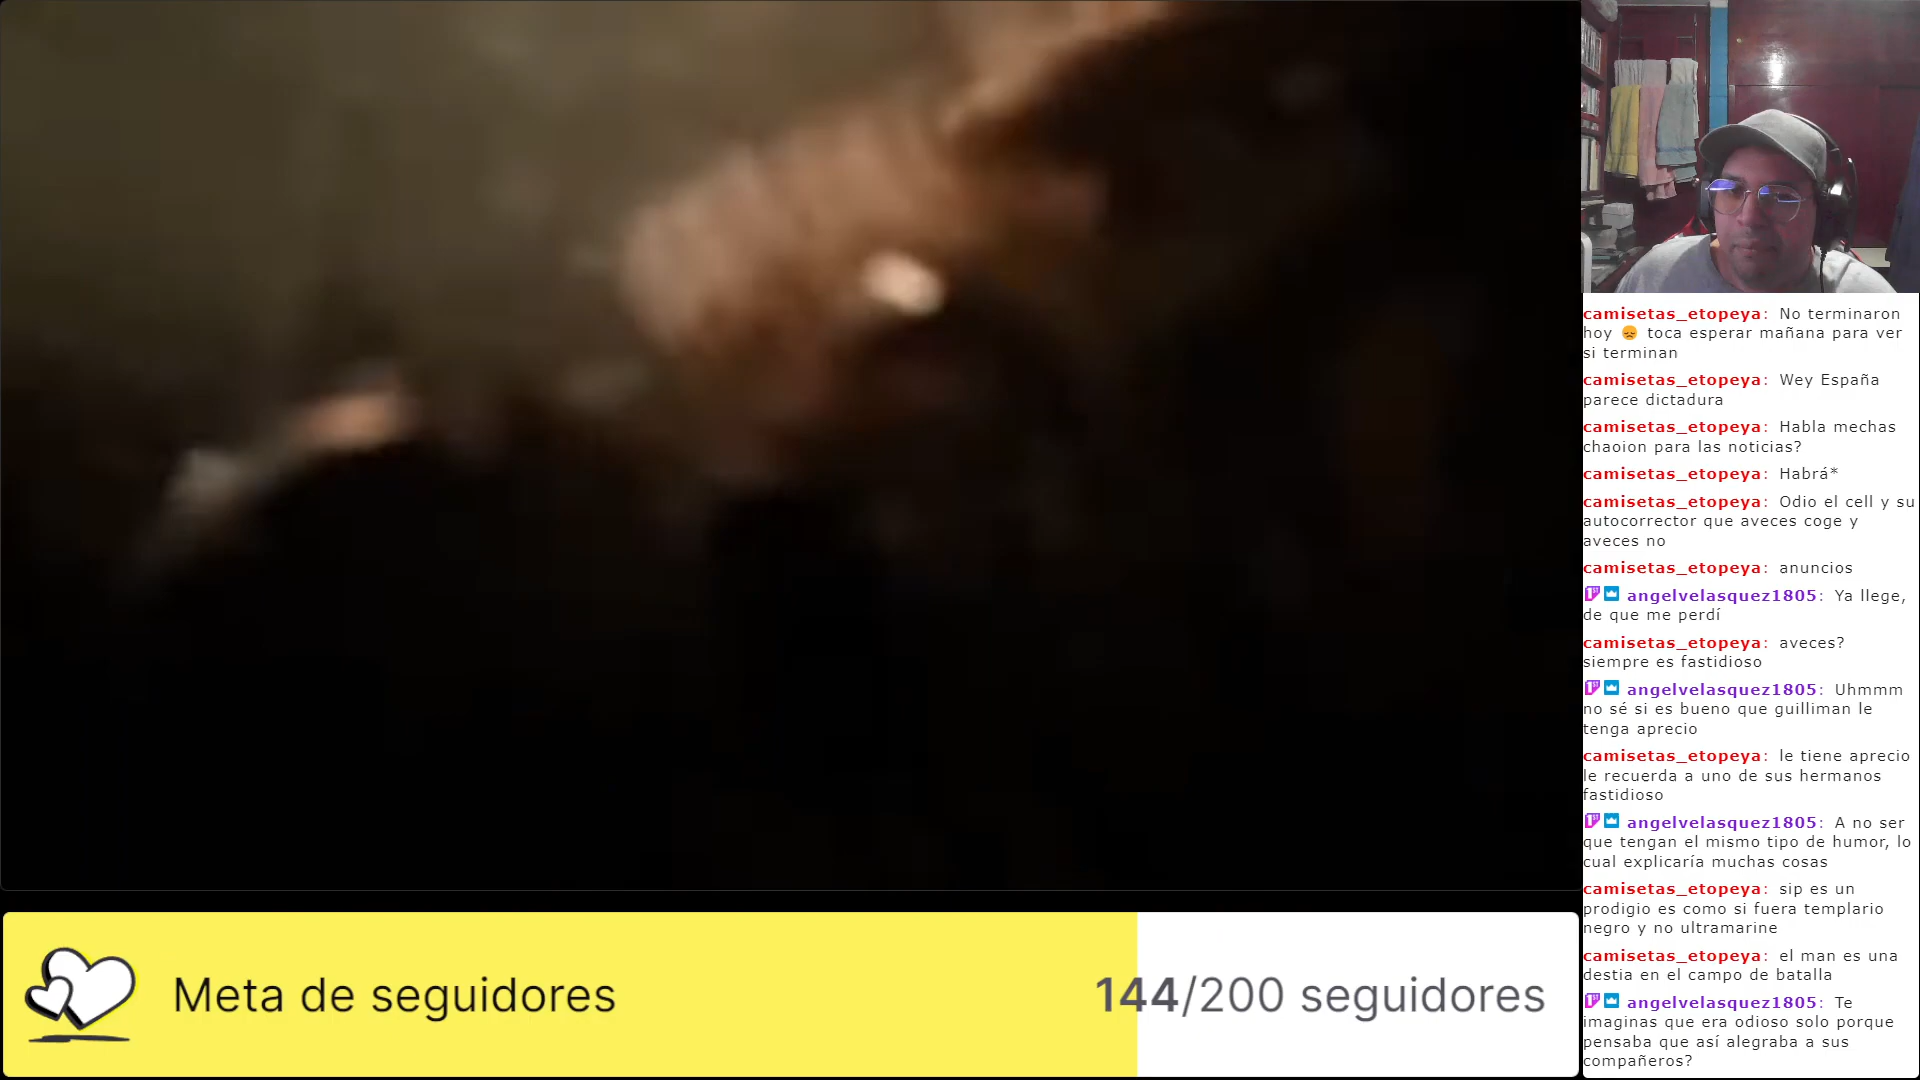 camisetas_etopeya: No terminaron
hoy 😞 toca esperar mañana para ver
si terminan
camisetas_etopeya: Wey España
parece dictadura
camisetas_etopeya: Habla mechas
chaoion para las noticias?
camisetas_etopeya: Habrá*
camisetas_etopeya: Odio el cell y su
autocorrector que aveces coge y
aveces no
camisetas_etopeya: anuncios
angelvelasquez1805: Ya llege,
de que me perdí
camisetas_etopeya: aveces?
siempre es fastidioso
angelvelasquez1805: Uhmmm
no sé si es bueno que guilliman le
tenga aprecio
camisetas_etopeya: le tiene aprecio
le recuerda a uno de sus hermanos
fastidioso
angelvelasquez1805: A no ser
que tengan el mismo tipo de humor, lo
cual explicaría muchas cosas
camisetas_etopeya: sip es un
prodigio es como si fuera templario
negro y no ultramarine
camisetas_etopeya: el man es una
destia en el campo de batalla
angelvelasquez1805: Te
imaginas que era odioso solo porque
pensaba que así alegraba a sus
compañeros?
Meta de seguidores
144/200 seguidores